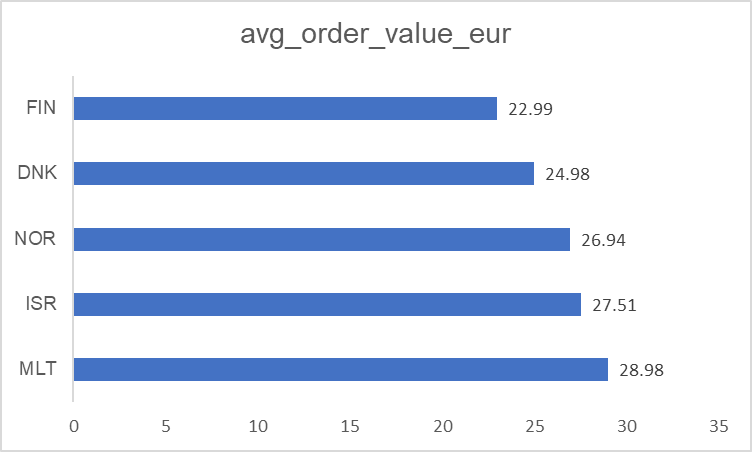 avg_order_value_eur
FIN 22.99
DNK 24.98
NOR 26.94
ISR 27.51
MLT 28.98
0 5 10 15 20 25 30 35